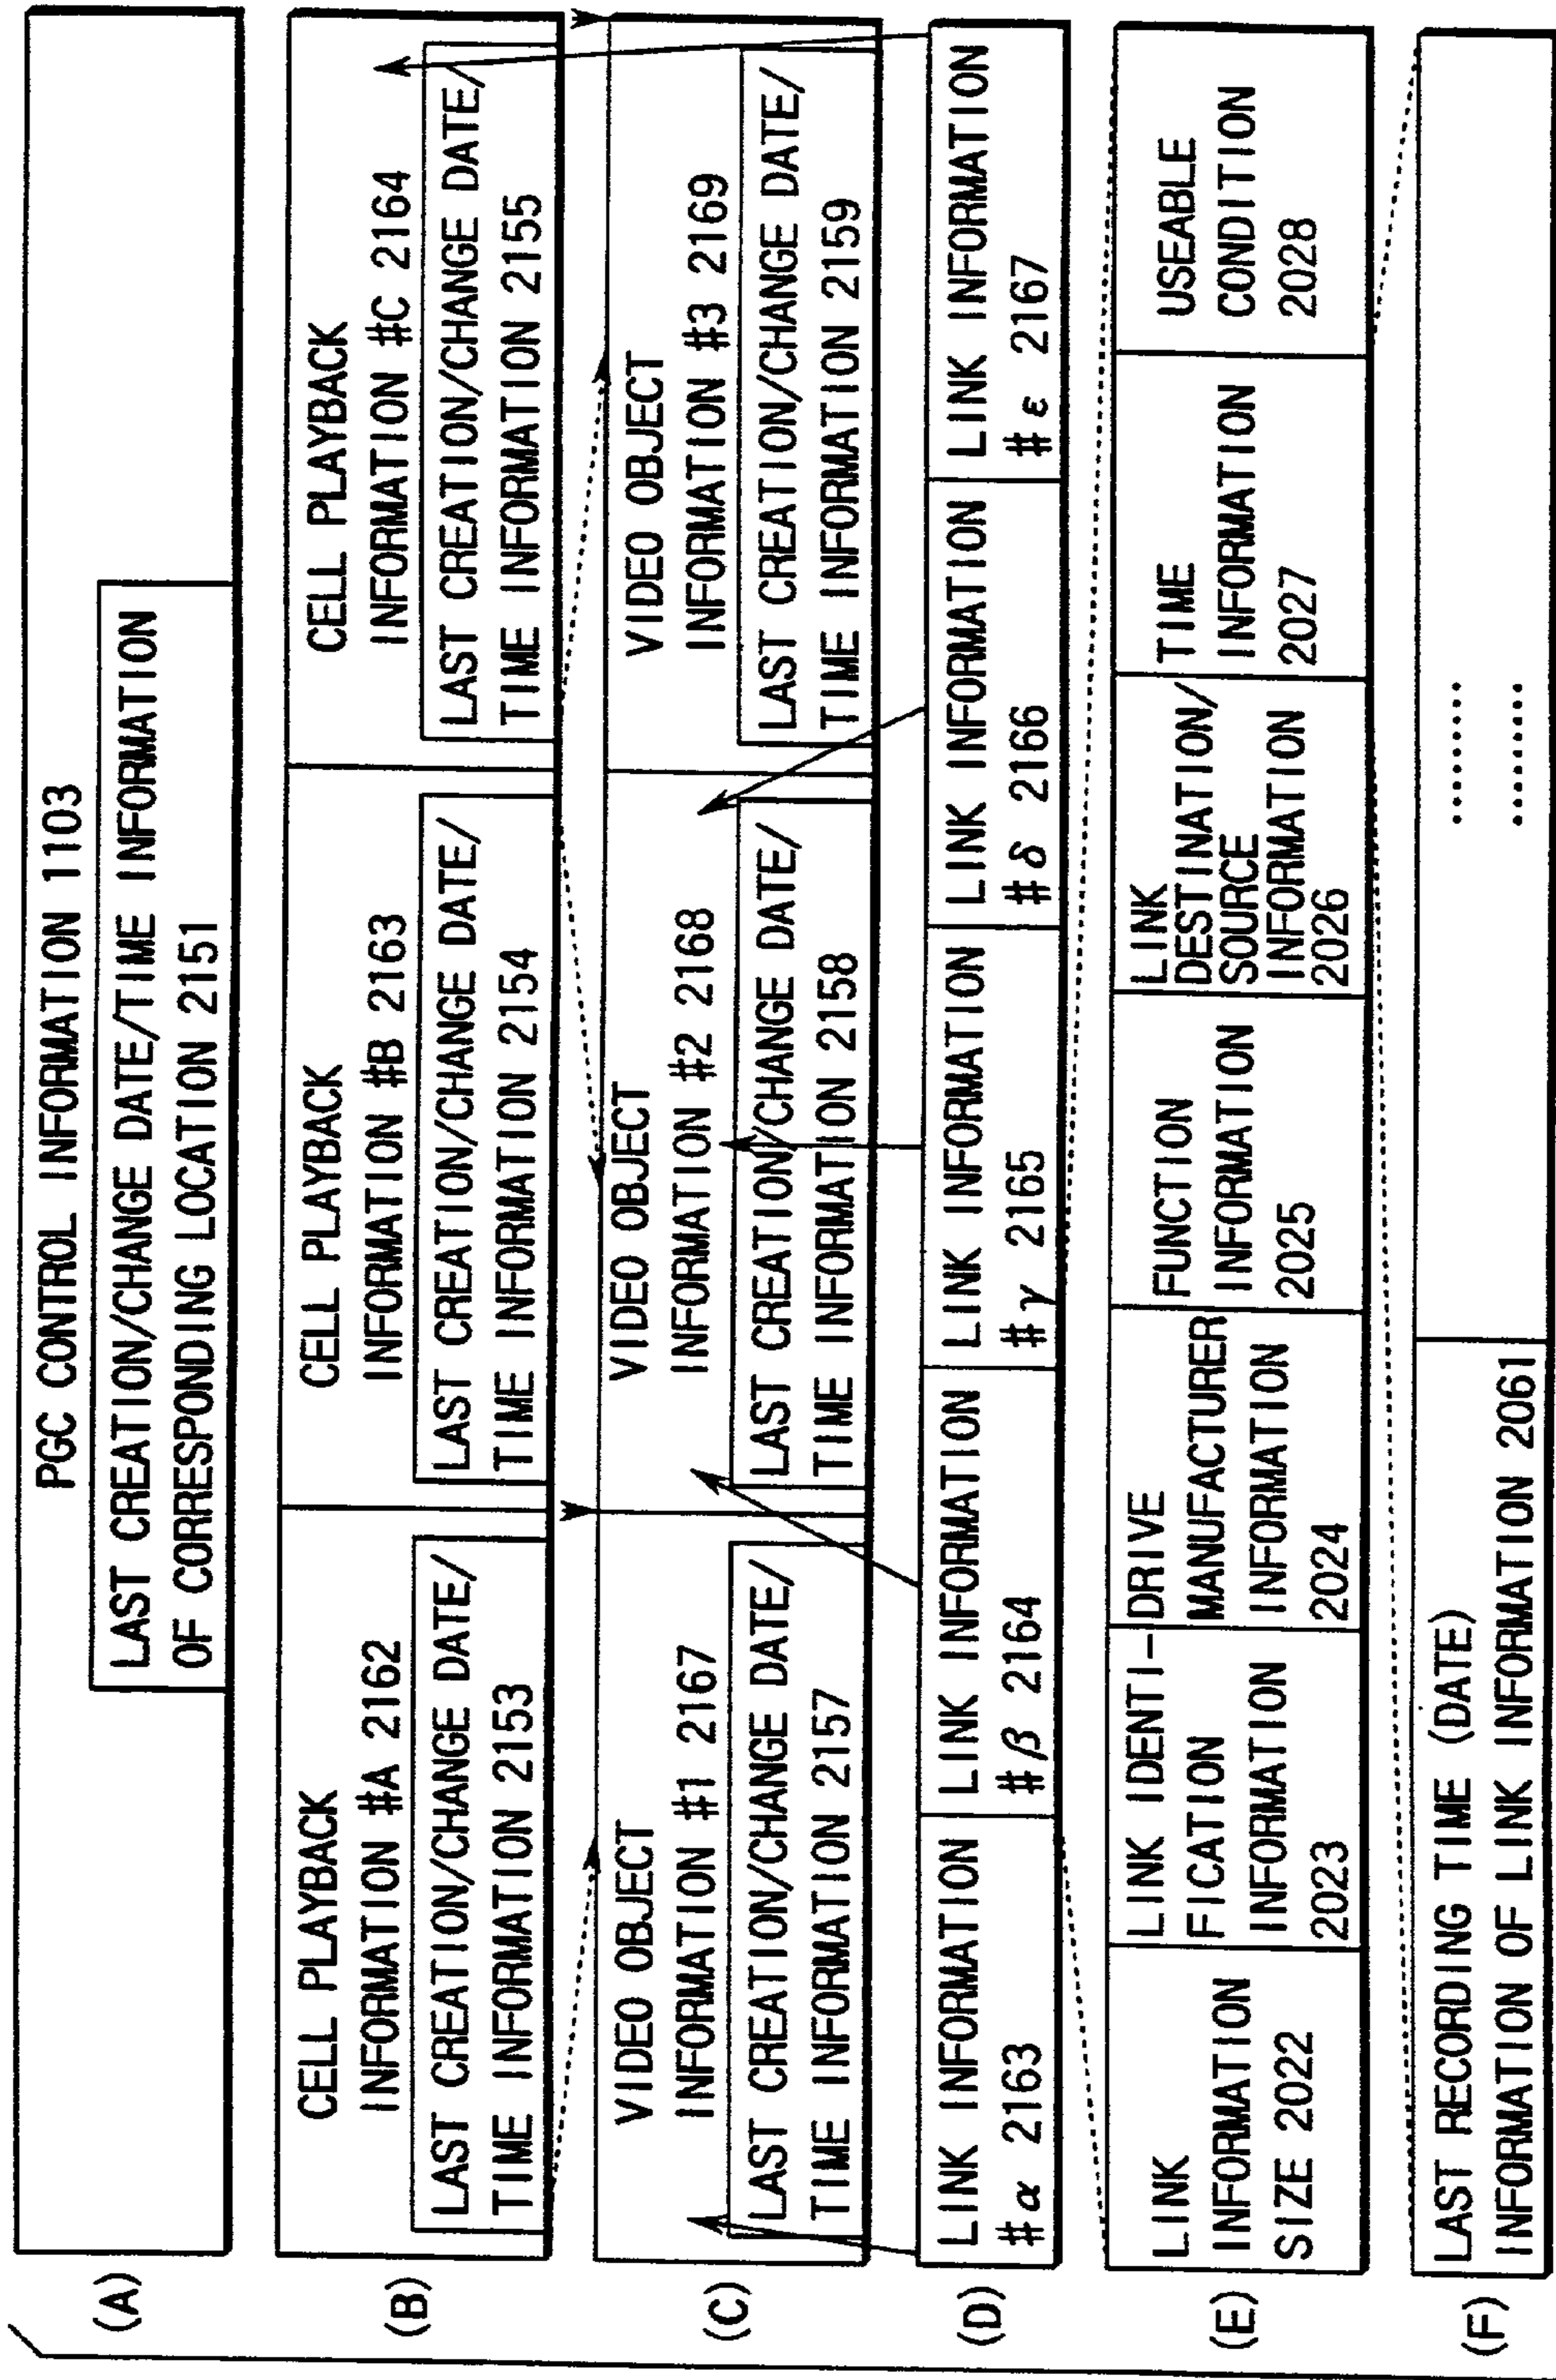 (A)
PGC CONTROL INFORMATION 1103
LAST CREATION/CHANGE DATE/TIME INFORMATION
OF CORRESPONDING LOCATION 2151
(B)
CELL PLAYBACK
INFORMATION #A 2162
LAST CREATION/CHANGE DATE/
TIME INFORMATION 2153
CELL PLAYBACK
INFORMATION #B 2163
LAST CREATION/CHANGE DATE/
TIME INFORMATION 2154
CELL PLAYBACK
INFORMATION #C 2164
LAST CREATION/CHANGE DATE/
TIME INFORMATION 2155
(C)
VIDEO OBJECT
INFORMATION #1 2167
LAST CREATION/CHANGE DATE/
TIME INFORMATION 2157
VIDEO OBJECT
INFORMATION #2 2168
LAST CREATION/CHANGE DATE/
TIME INFORMATION 2158
VIDEO OBJECT
INFORMATION #3 2169
LAST CREATION/CHANGE DATE/
TIME INFORMATION 2159
(D)
LINK INFORMATION
#α 2163
LINK INFORMATION
#β 2164
LINK INFORMATION
#γ 2165
LINK INFORMATION
#δ 2166
LINK INFORMATION
#ε 2167
(E)
LINK
INFORMATION
SIZE 2022
LINK IDENTI-
FICATION
INFORMATION
2023
DRIVE
MANUFACTURER
INFORMATION
2024
FUNCTION
INFORMATION
2025
LINK
DESTINATION/
SOURCE
INFORMATION
2026
TIME
INFORMATION
2027
USEABLE
CONDITION
2028
(F)
LAST RECORDING TIME (DATE)
INFORMATION OF LINK INFORMATION 2061
.........
.........